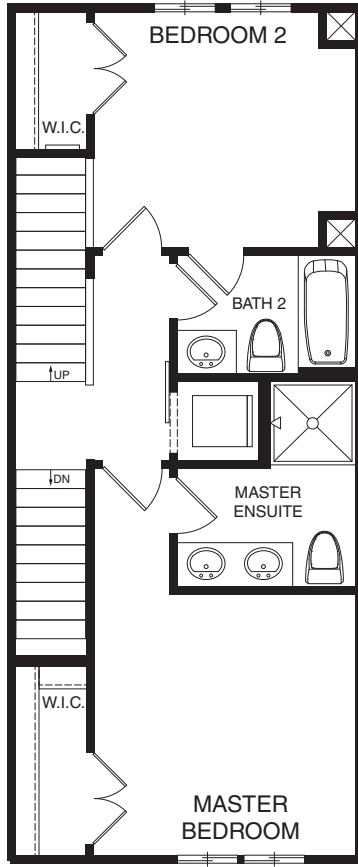 BEDROOM 2
W.I.C.
BATH 2
UP
DN
MASTER
ENSUITE
W.I.C.
MASTER
BEDROOM